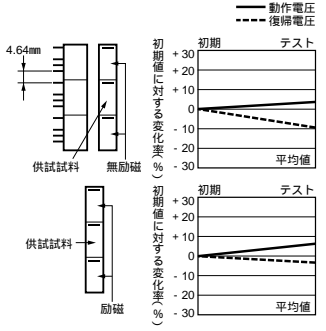 動作電圧
復帰電圧
4.64mm
供試試料
無励磁
初期値に対する変化率(%)
初期
テスト
+30
+20
+10
0
-10
-20
-30
平均値
供試試料
励磁
初期値に対する変化率(%)
初期
テスト
+30
+20
+10
0
-10
-20
-30
平均値